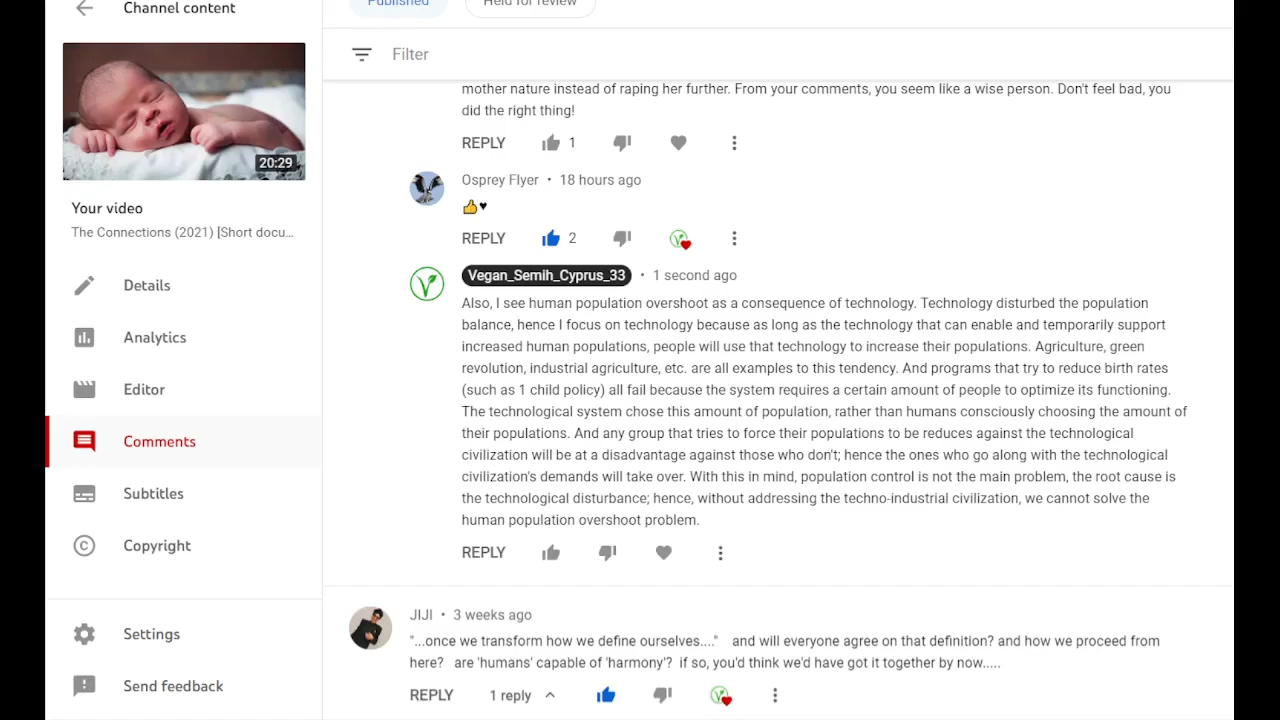 Channel content
Published
Held for review
Filter
20:29
Your video
The Connections (2021) [Short docu...
Details
Analytics
Editor
Comments
Subtitles
Copyright
Settings
Send feedback
mother nature instead of raping her further. From your comments, you seem like a wise person. Don't feel bad, you
did the right thing!
REPLY 1
Osprey Flyer • 18 hours ago
👍♥
REPLY 2
Vegan_Semih_Cyprus_33 • 1 second ago
Also, I see human population overshoot as a consequence of technology. Technology disturbed the population
balance, hence I focus on technology because as long as the technology that can enable and temporarily support
increased human populations, people will use that technology to increase their populations. Agriculture, green
revolution, industrial agriculture, etc. are all examples to this tendency. And programs that try to reduce birth rates
(such as 1 child policy) all fail because the system requires a certain amount of people to optimize its functioning.
The technological system chose this amount of population, rather than humans consciously choosing the amount of
their populations. And any group that tries to force their populations to be reduces against the technological
civilization will be at a disadvantage against those who don't; hence the ones who go along with the technological
civilization's demands will take over. With this in mind, population control is not the main problem, the root cause is
the technological disturbance; hence, without addressing the techno-industrial civilization, we cannot solve the
human population overshoot problem.
REPLY
JIJI • 3 weeks ago
"...once we transform how we define ourselves...." and will everyone agree on that definition? and how we proceed from
here? are 'humans' capable of 'harmony'? if so, you'd think we'd have got it together by now.....
REPLY 1 reply